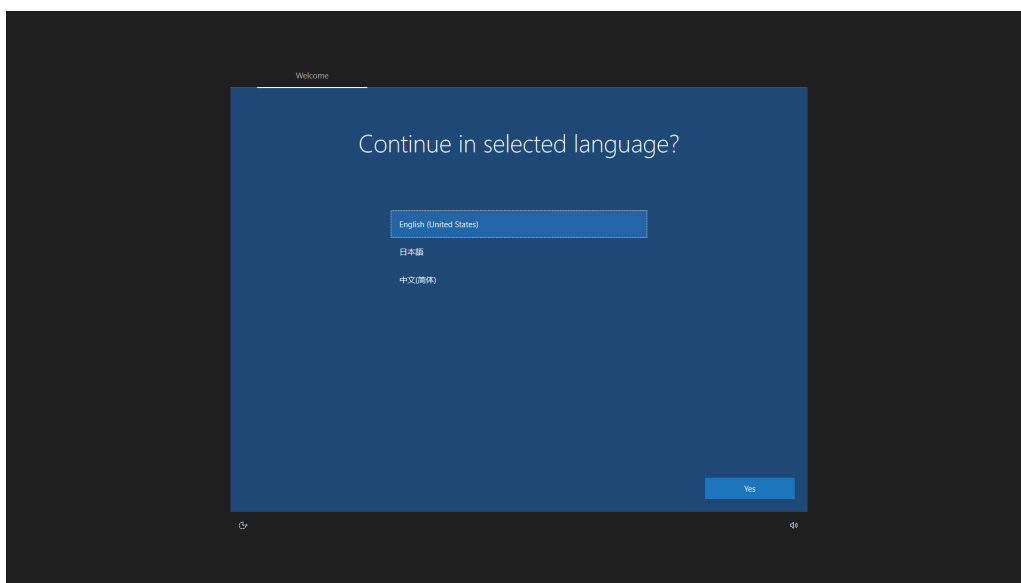 Welcome
Continue in selected language?
English (United States)
日本語
中文(简体)
Yes